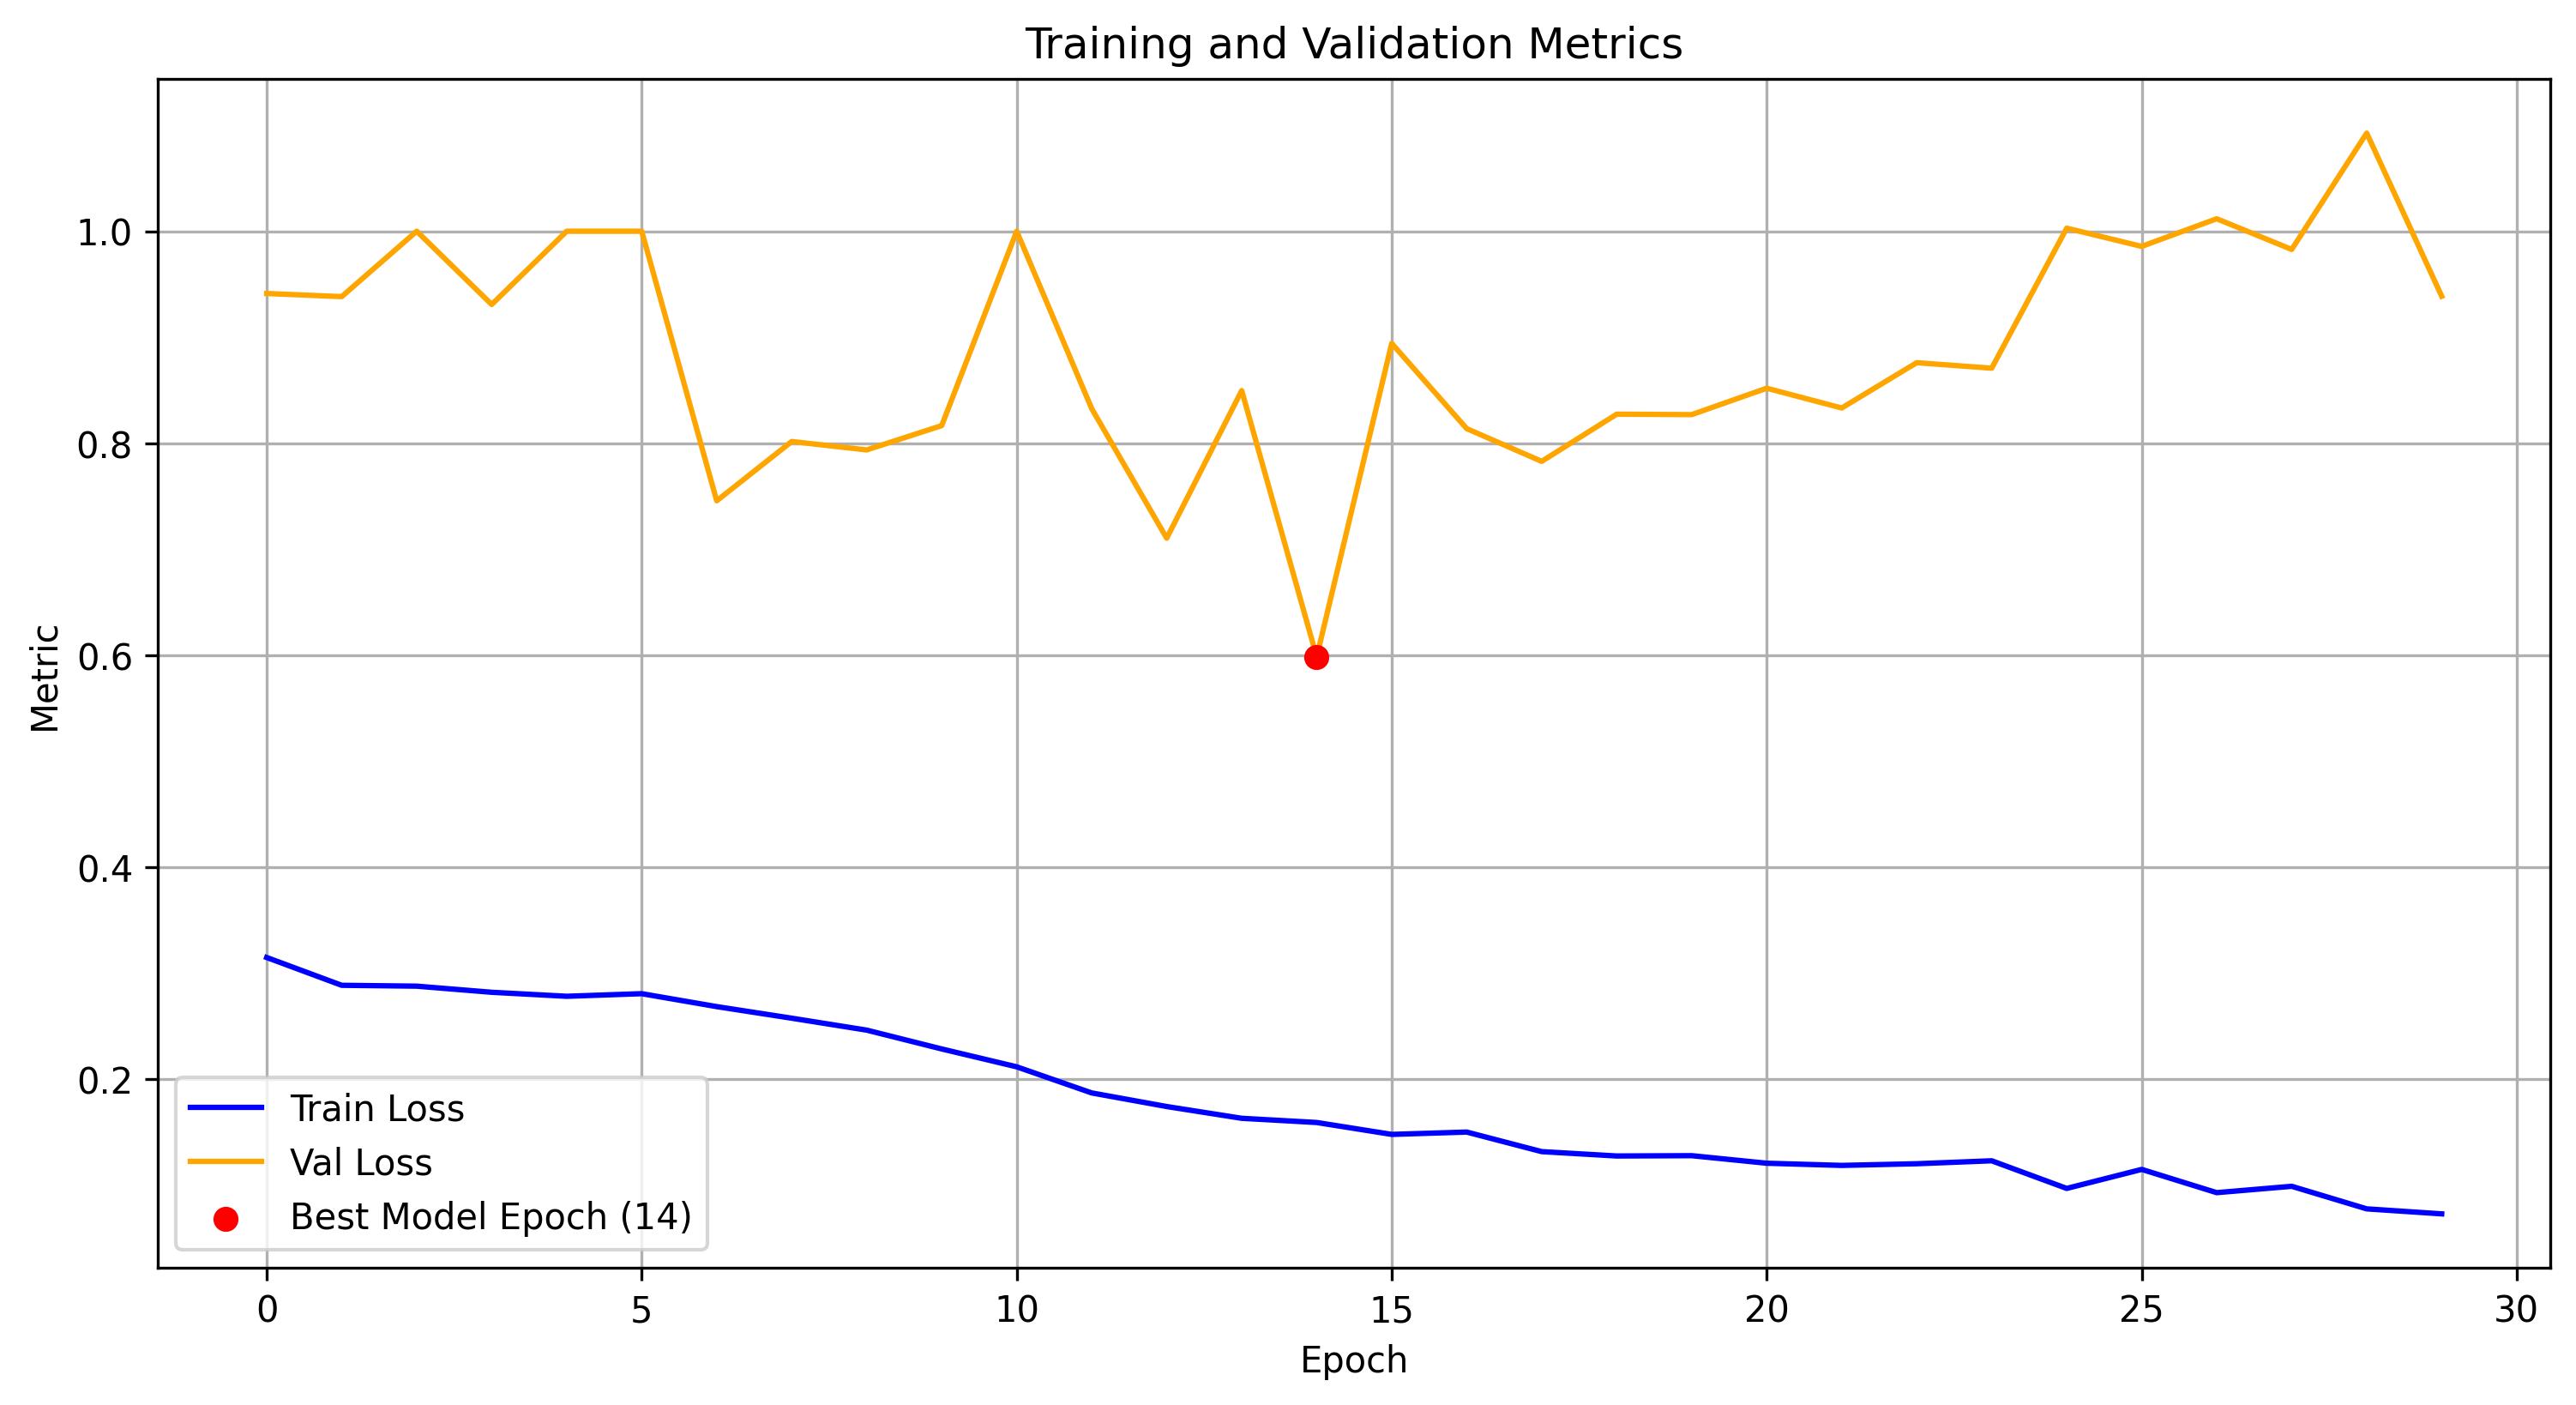 Training and Validation Metrics
Metric
1.0
0.8
0.6
0.4
0.2
Train Loss
Val Loss
Best Model Epoch (14)
0 5 10 15 20 25 30
Epoch